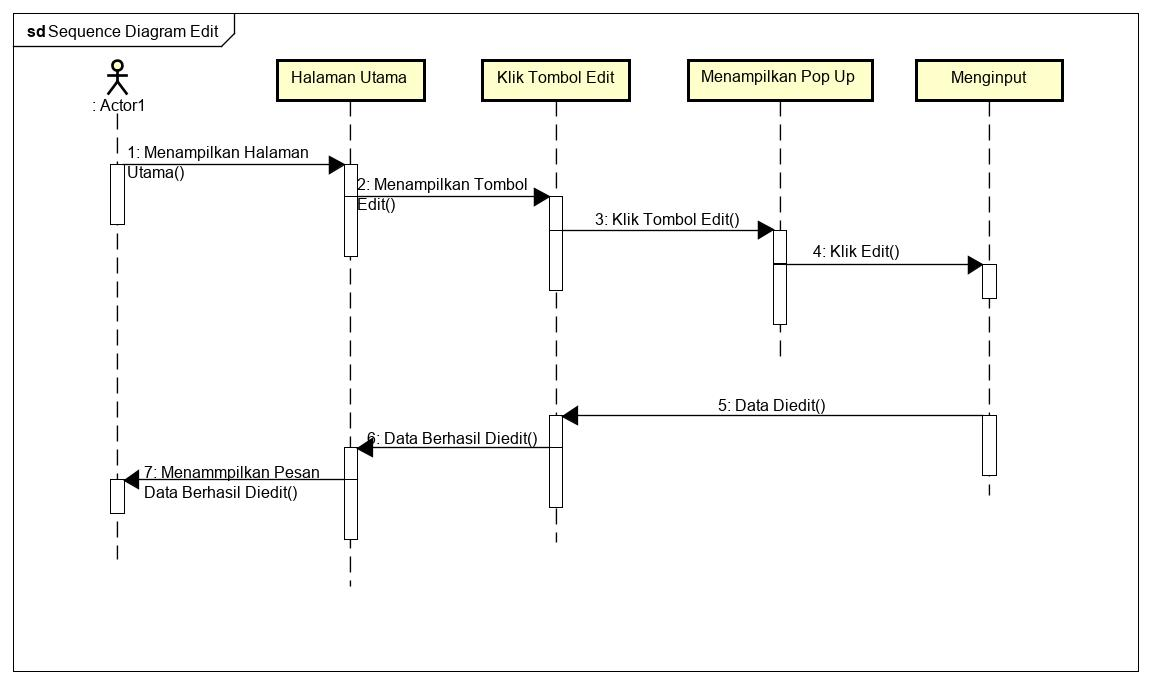 sd Sequence Diagram Edit
: Actor1
Halaman Utama
Klik Tombol Edit
Menampilkan Pop Up
Menginput
1: Menampilkan Halaman
Utama()
2: Menampilkan Tombol
Edit()
3: Klik Tombol Edit()
4: Klik Edit()
5: Data Diedit()
6: Data Berhasil Diedit()
7: Menammpilkan Pesan
Data Berhasil Diedit()